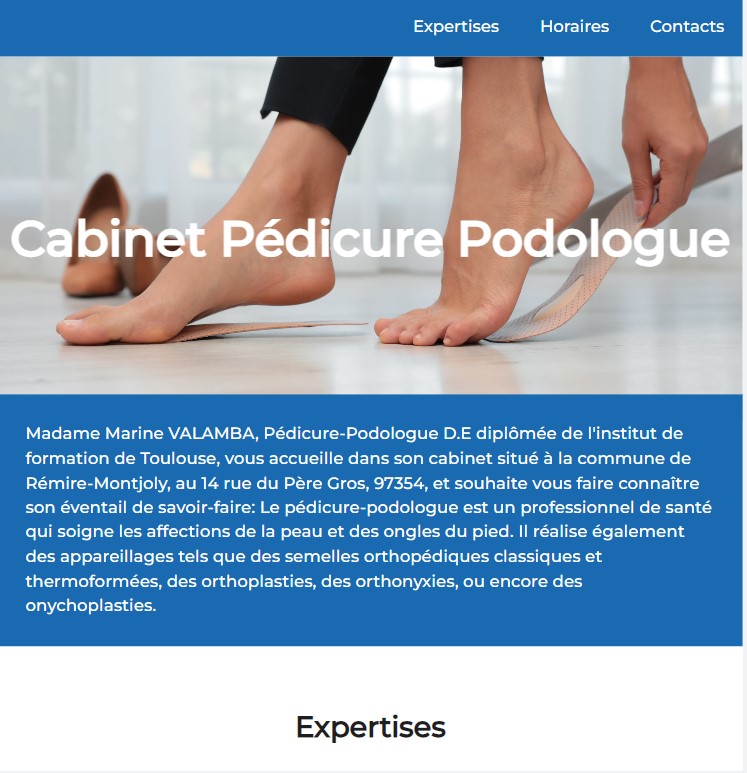 Expertises Horaires Contacts
Cabinet Pédicure Podologue
Madame Marine VALAMBA, Pédicure-Podologue D.E diplômée de l'institut de
formation de Toulouse, vous accueille dans son cabinet situé à la commune de
Rémire-Montjoly, au 14 rue du Père Gros, 97354, et souhaite vous faire connaître
son éventail de savoir-faire: Le pédicure-podologue est un professionnel de santé
qui soigne les affections de la peau et des ongles du pied. Il réalise également
des appareillages tels que des semelles orthopédiques classiques et
thermoformées, des orthoplasties, des orthonyxies, ou encore des
onychoplasties.
Expertises